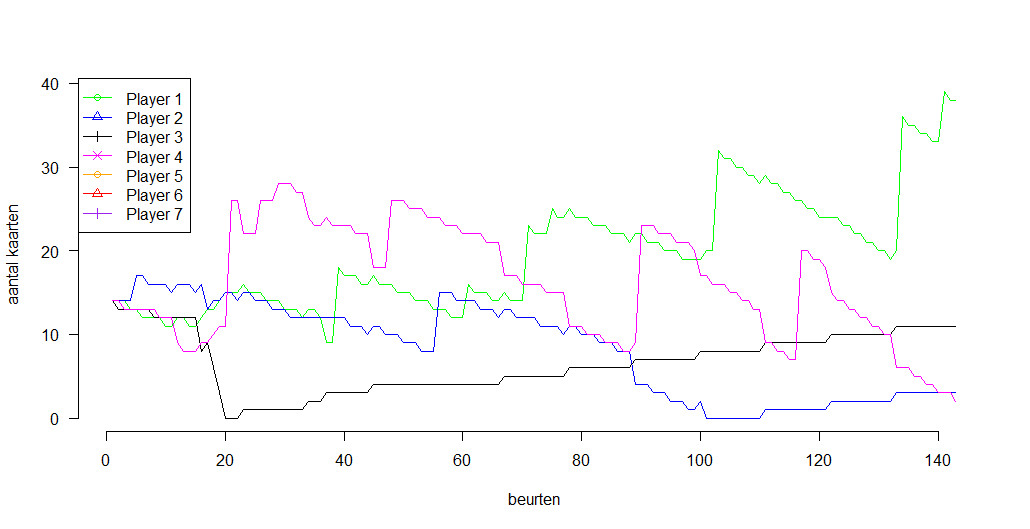 aantal kaarten
40
30
20
10
0
Player 1
Player 2
Player 3
Player 4
Player 5
Player 6
Player 7
0 20 40 60 80 100 120 140
beurten